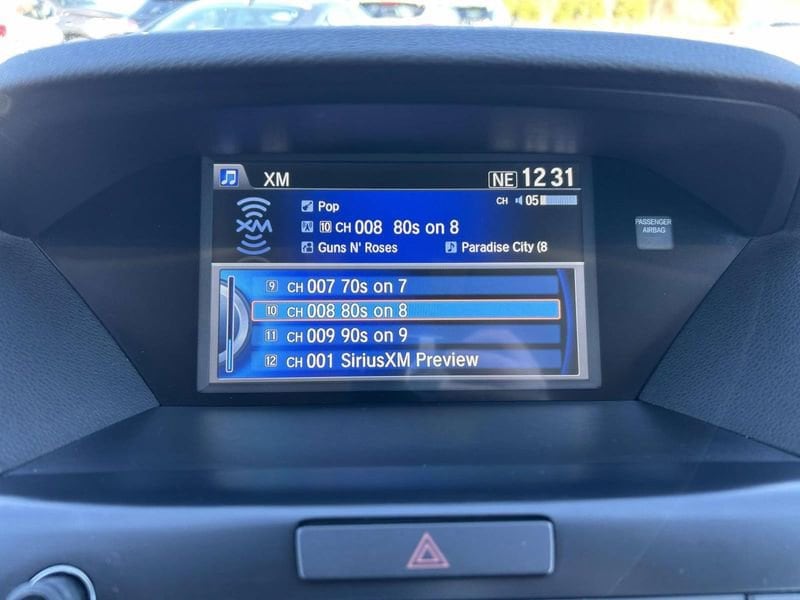 XM NE 12 31
Pop CH 05
XM
10 CH 008 80s on 8
Guns N' Roses Paradise City (8
9 CH 007 70s on 7
10 CH 008 80s on 8
11 CH 009 90s on 9
12 CH 001 SiriusXM Preview
PASSENGER
AIRBAG